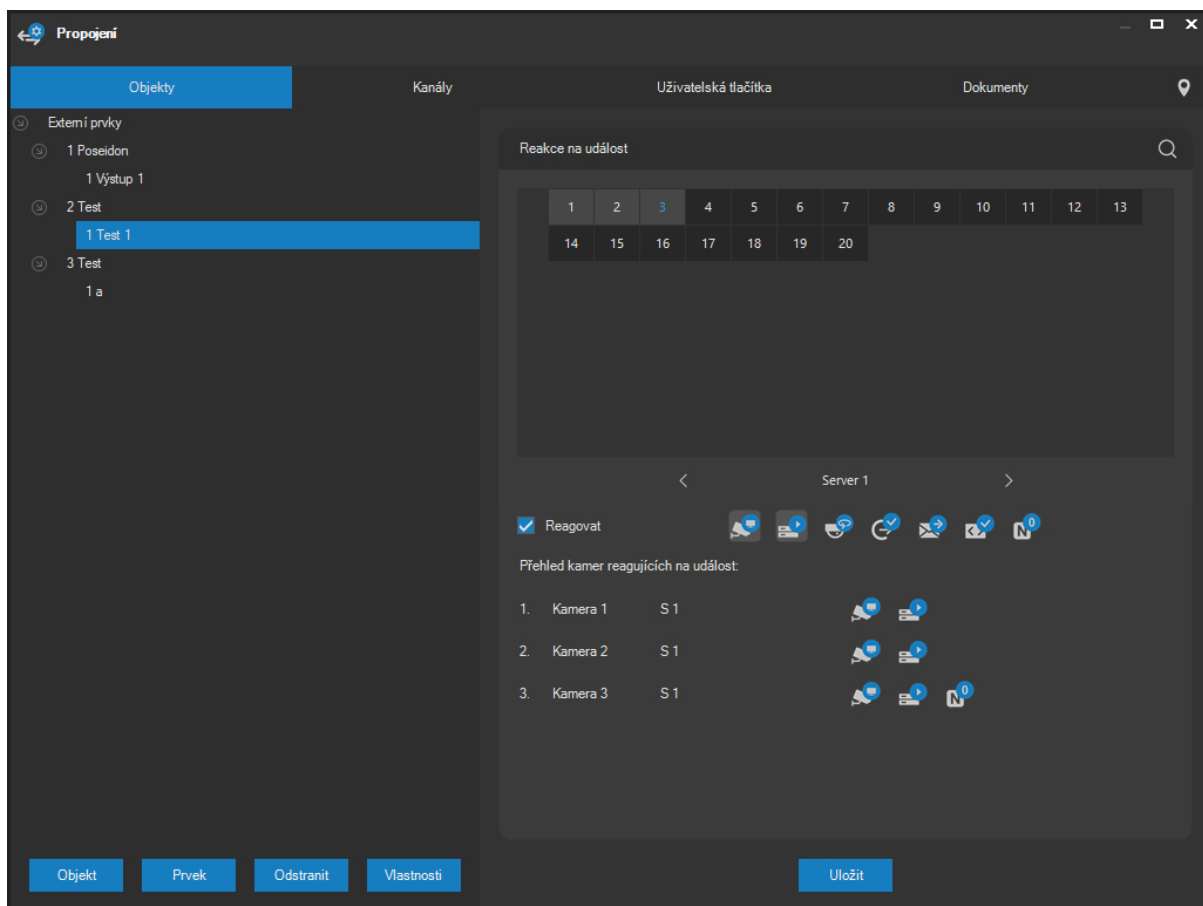 Propojení
Objekty Kanály Uživatelská tlačítka Dokumenty
Externí prvky
1 Poseidon
1 Výstup 1
2 Test
1 Test 1
3 Test
1 a
Reakce na událost
1 2 3 4 5 6 7 8 9 10 11 12 13
14 15 16 17 18 19 20
< Server 1 >
Reagovat N 0
Přehled kamer reagujících na událost:
1. Kamera 1 S 1
2. Kamera 2 S 1
3. Kamera 3 S 1 N 0
Objekt Prvek Odstranit Vlastnosti Uložit